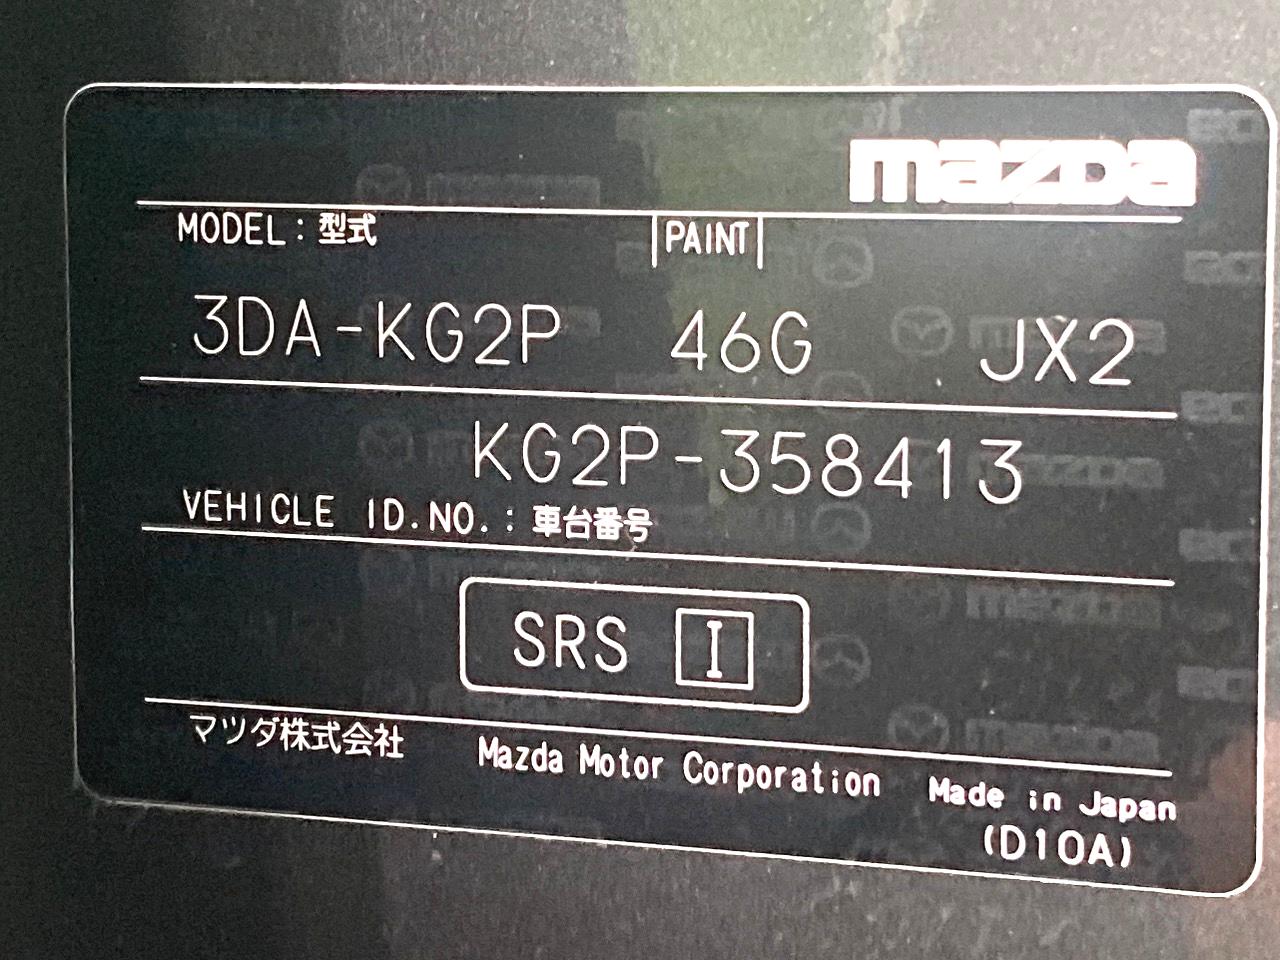 mazda
MODEL：型式 PAINT
3DA-KG2P 46G JX2
KG2P-358413
VEHICLE ID.NO.：車台番号
SRS I
マツダ株式会社 Mazda Motor Corporation Made in Japan
(D10A)